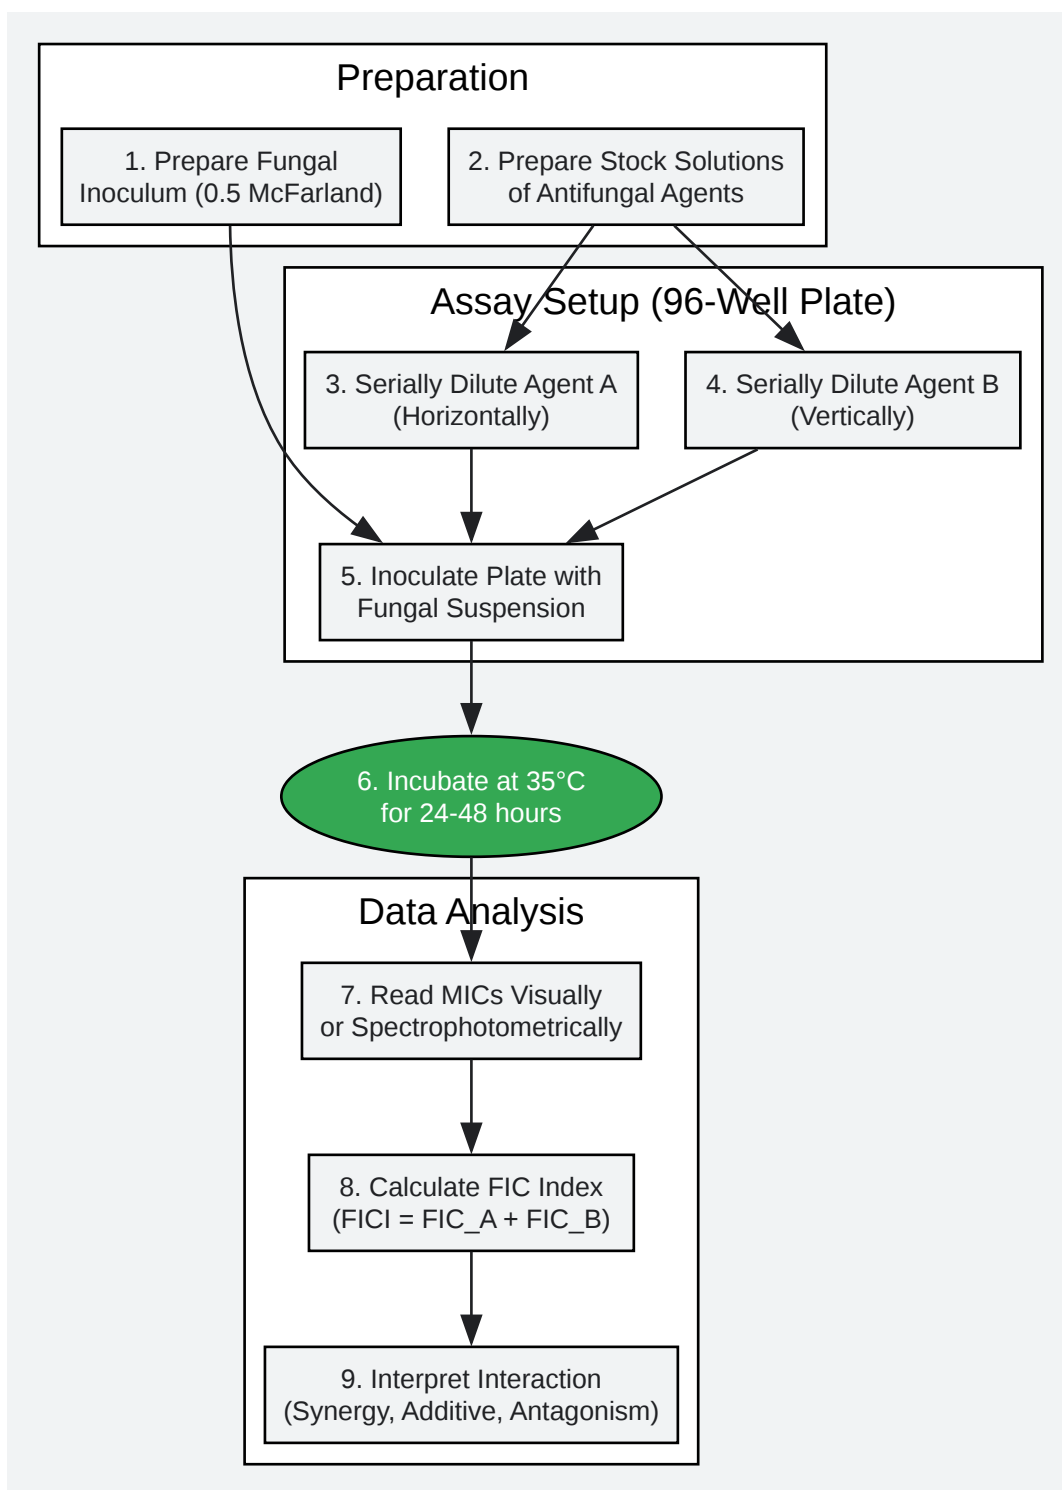 Preparation
1. Prepare Fungal
Inoculum (0.5 McFarland)
2. Prepare Stock Solutions
of Antifungal Agents
Assay Setup (96-Well Plate)
3. Serially Dilute Agent A
(Horizontally)
4. Serially Dilute Agent B
(Vertically)
5. Inoculate Plate with
Fungal Suspension
6. Incubate at 35°C
for 24-48 hours
Data Analysis
7. Read MICs Visually
or Spectrophotometrically
8. Calculate FIC Index
(FICI = FIC_A + FIC_B)
9. Interpret Interaction
(Synergy, Additive, Antagonism)